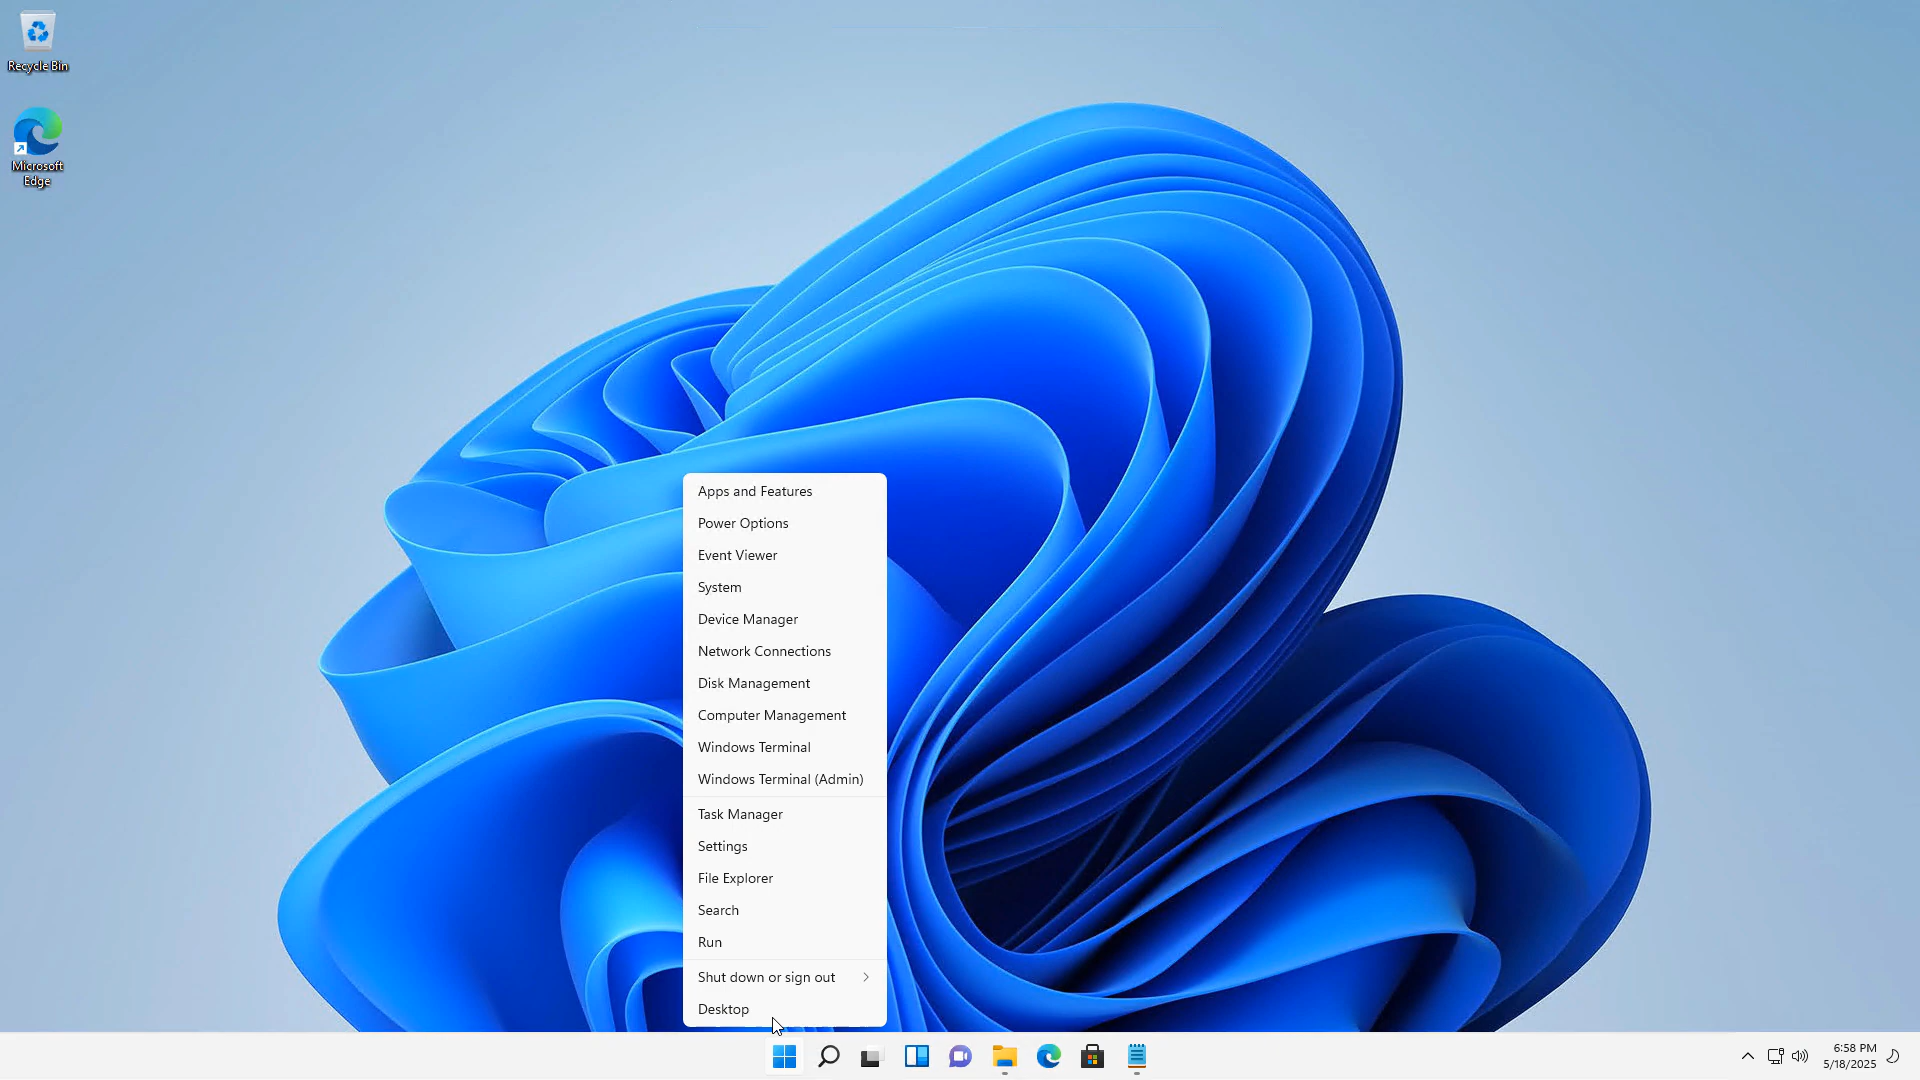 Recycle Bin
Microsoft
Edge
Apps and Features
Power Options
Event Viewer
System
Device Manager
Network Connections
Disk Management
Computer Management
Windows Terminal
Windows Terminal (Admin)
Task Manager
Settings
File Explorer
Search
Run
Shut down or sign out
Desktop
6:58 PM
5/18/2025